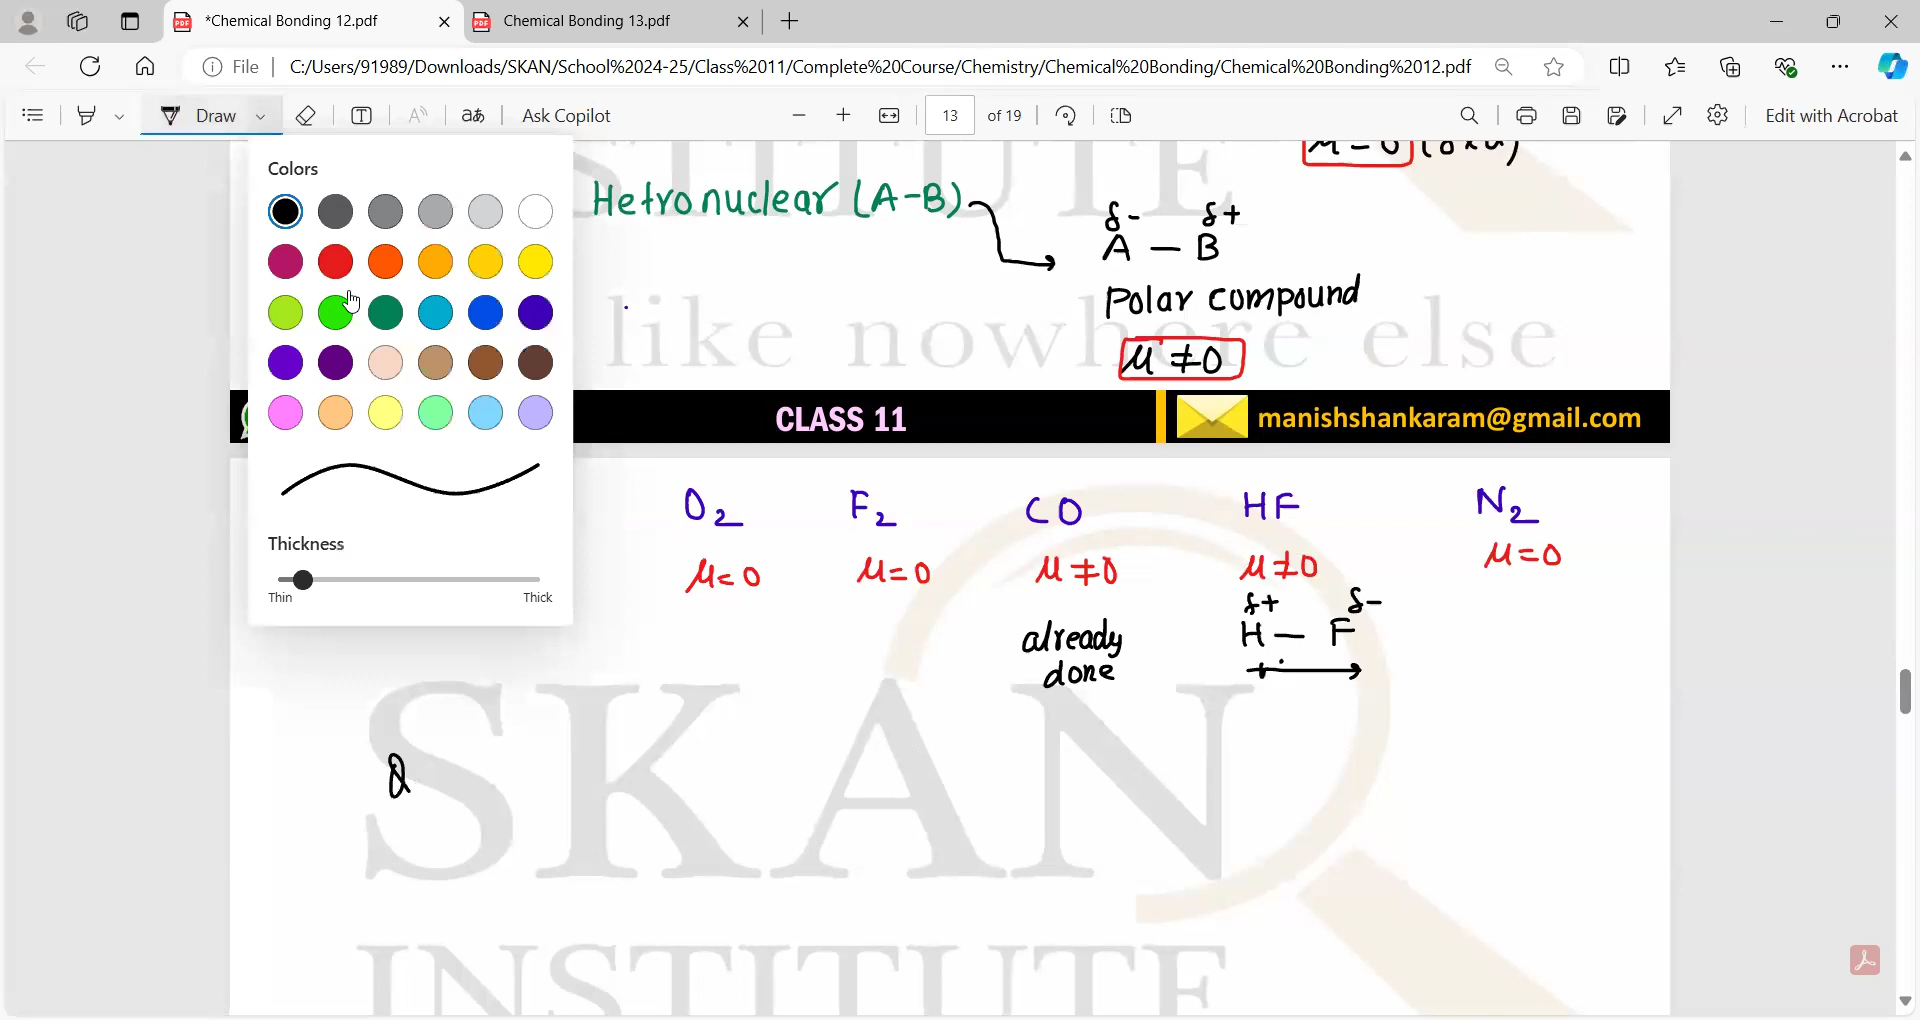 *Chemical Bonding 12.pdf
Chemical Bonding 13.pdf
File
C:/Users/91989/Downloads/SKAN/School%2024-25/Class%2011/Complete%20Course/Chemistry/Chemical%20Bonding/Chemical%20Bonding%2012.pdf
Draw
Ask Copilot
13 of 19
Edit with Acrobat
Colors
Thickness
Thin
Thick
μ = 0 (δ×d)
Hetronuclear (A-B)
δ- δ+
A — B
Polar compound
μ ≠ 0
like nowhere else
CLASS 11
manishshankaram@gmail.com
O₂ F₂ CO HF N₂
μ=0 μ=0 μ≠0 μ≠0 μ=0
δ+ δ-
H — F
already
done
Q
SKAN
INSTITUTE